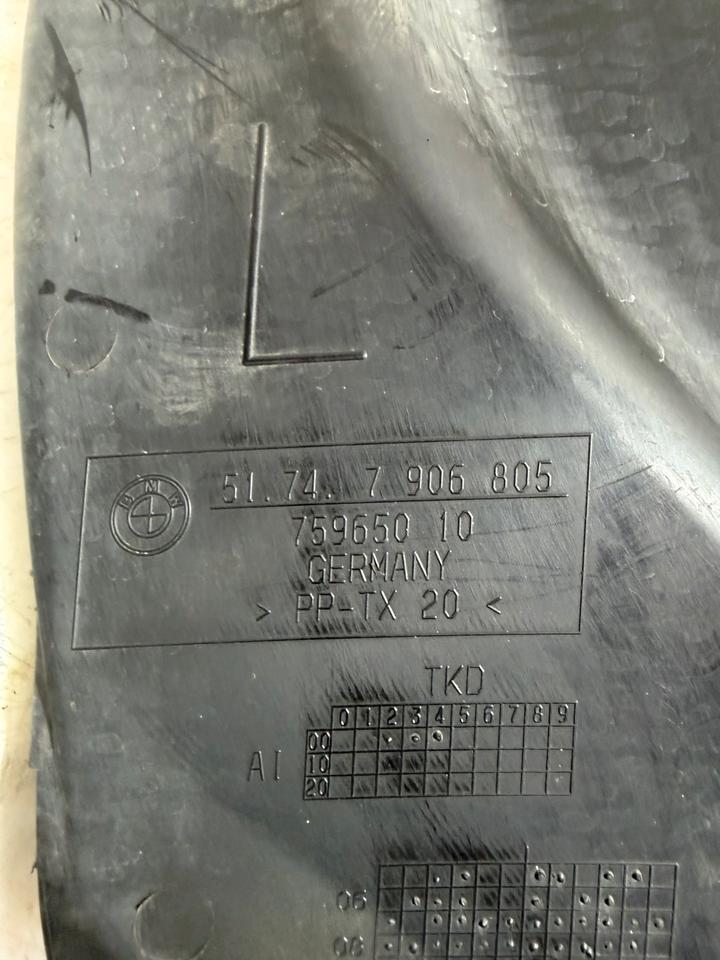 L
BMW
51.74. 7 906 805
759650 10
GERMANY
> PP-TX 20 <
TKD
0 1 2 3 4 5 6 7 8 9
00
AI 10
20
06
08